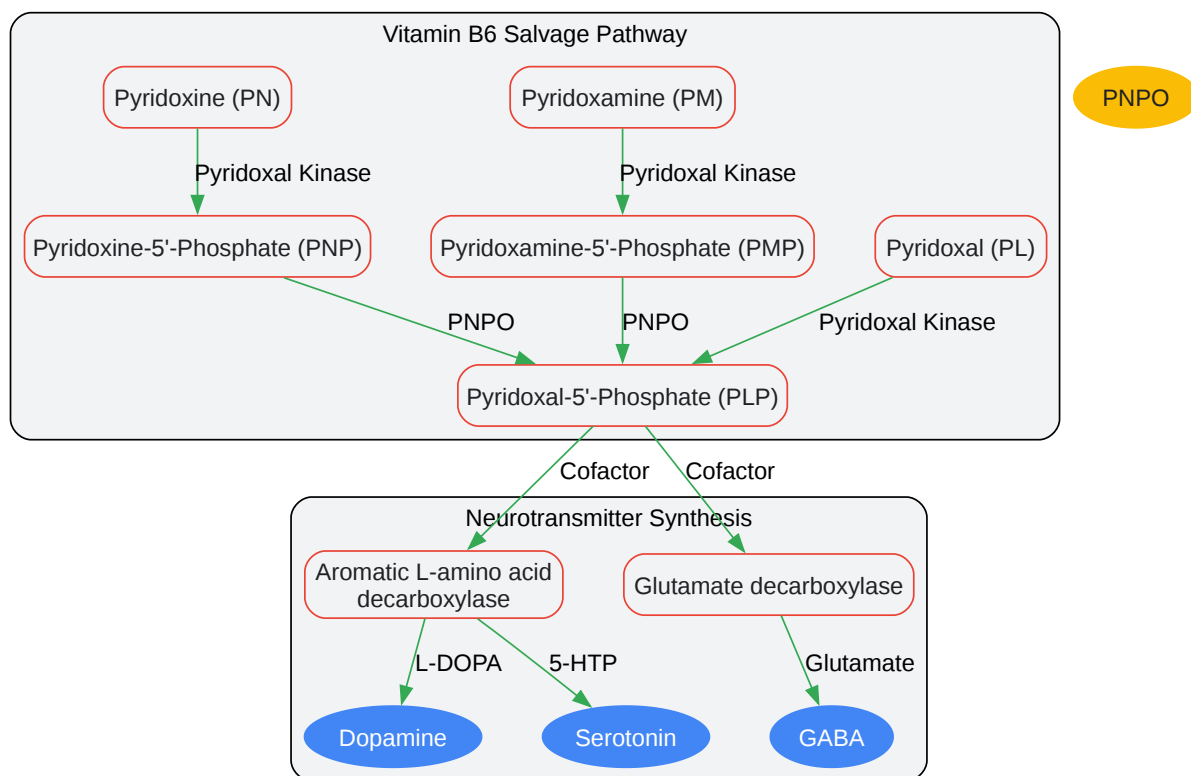 Vitamin B6 Salvage Pathway
Pyridoxine (PN)
Pyridoxamine (PM)
PNPO
Pyridoxal Kinase
Pyridoxal Kinase
Pyridoxine-5'-Phosphate (PNP)
Pyridoxamine-5'-Phosphate (PMP)
Pyridoxal (PL)
PNPO
PNPO
Pyridoxal Kinase
Pyridoxal-5'-Phosphate (PLP)
Cofactor
Cofactor
Neurotransmitter Synthesis
Aromatic L-amino acid
decarboxylase
Glutamate decarboxylase
L-DOPA
5-HTP
Glutamate
Dopamine
Serotonin
GABA